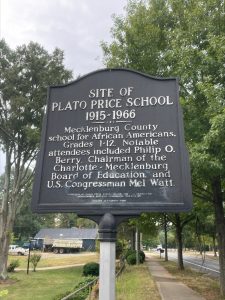 SITE OF
PLATO PRICE SCHOOL
1915-1966
Mecklenburg County
school for African Americans,
Grades 1-12. Notable
attendees included Philip O.
Berry, Chairman of the
Charlotte-Mecklenburg
Board of Education, and
U.S. Congressman Mel Watt